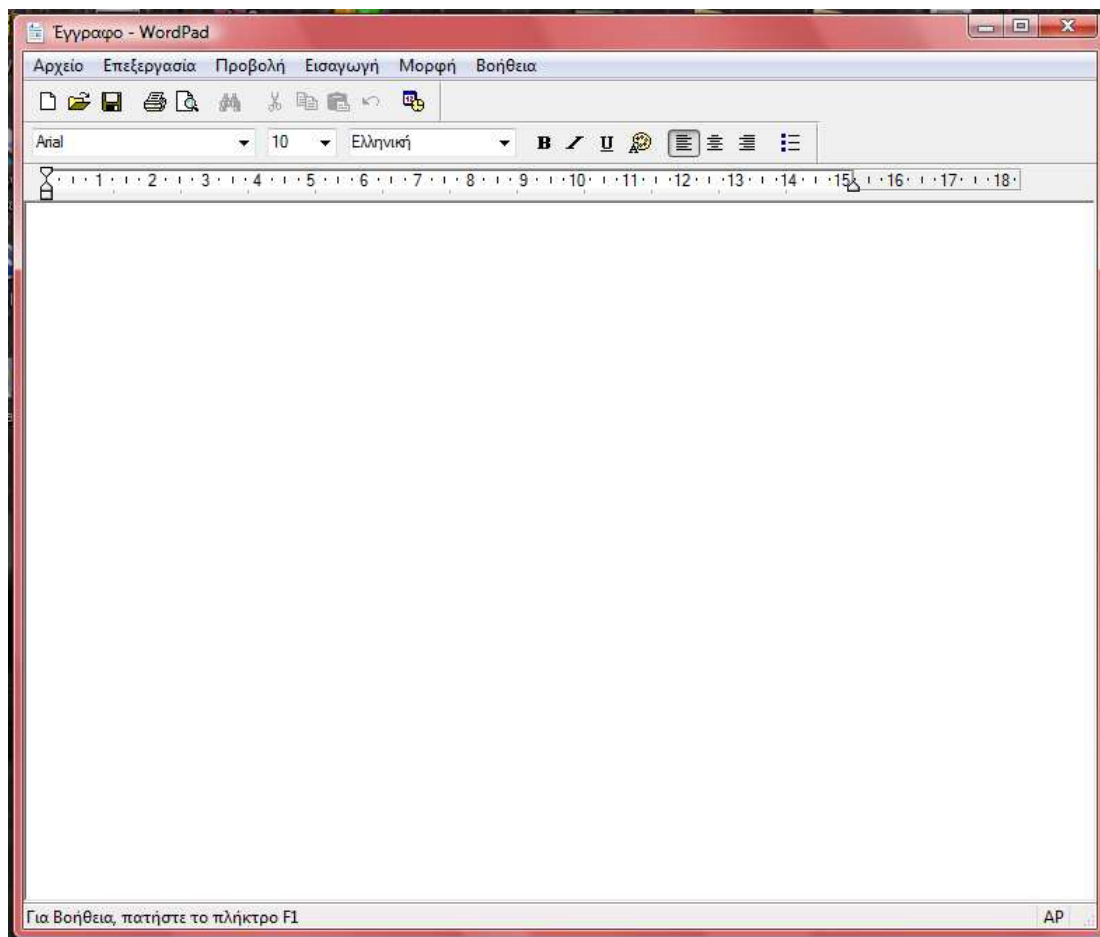 Έγγραφο - WordPad
Αρχείο Επεξεργασία Προβολή Εισαγωγή Μορφή Βοήθεια
Arial 10 Ελληνική B I U
1 2 3 4 5 6 7 8 9 10 11 12 13 14 15 16 17 18
Για Βοήθεια, πατήστε το πλήκτρο F1 AP